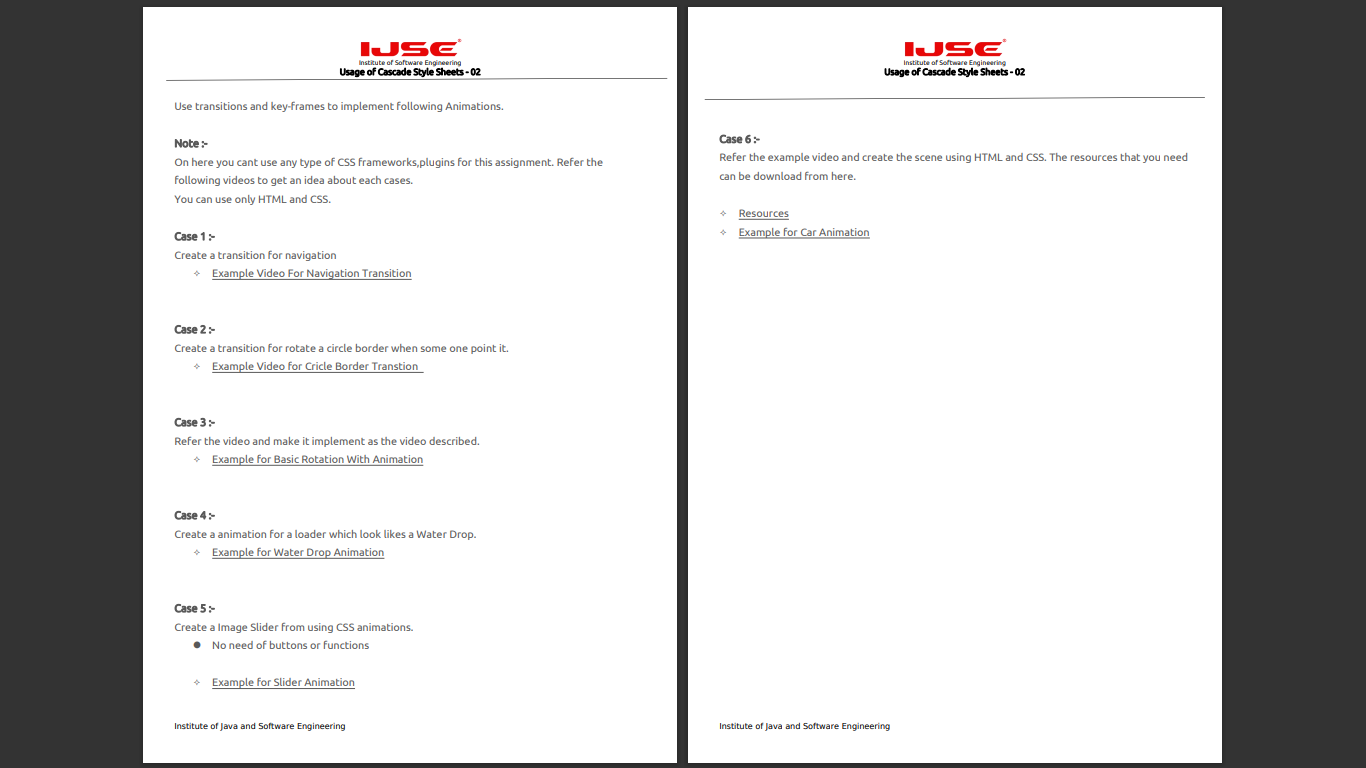 IJSE®
Institute of Software Engineering
Usage of Cascade Style Sheets - 02
Use transitions and key-frames to implement following Animations.
Note :-
On here you cant use any type of CSS frameworks,plugins for this assignment. Refer the
following videos to get an idea about each cases.
You can use only HTML and CSS.
Case 1 :-
Create a transition for navigation
✧ Example Video For Navigation Transition
Case 2 :-
Create a transition for rotate a circle border when some one point it.
✧ Example Video for Cricle Border Transtion
Case 3 :-
Refer the video and make it implement as the video described.
✧ Example for Basic Rotation With Animation
Case 4 :-
Create a animation for a loader which look likes a Water Drop.
✧ Example for Water Drop Animation
Case 5 :-
Create a Image Slider from using CSS animations.
● No need of buttons or functions
✧ Example for Slider Animation
Institute of Java and Software Engineering
IJSE®
Institute of Software Engineering
Usage of Cascade Style Sheets - 02
Case 6 :-
Refer the example video and create the scene using HTML and CSS. The resources that you need
can be download from here.
✧ Resources
✧ Example for Car Animation
Institute of Java and Software Engineering